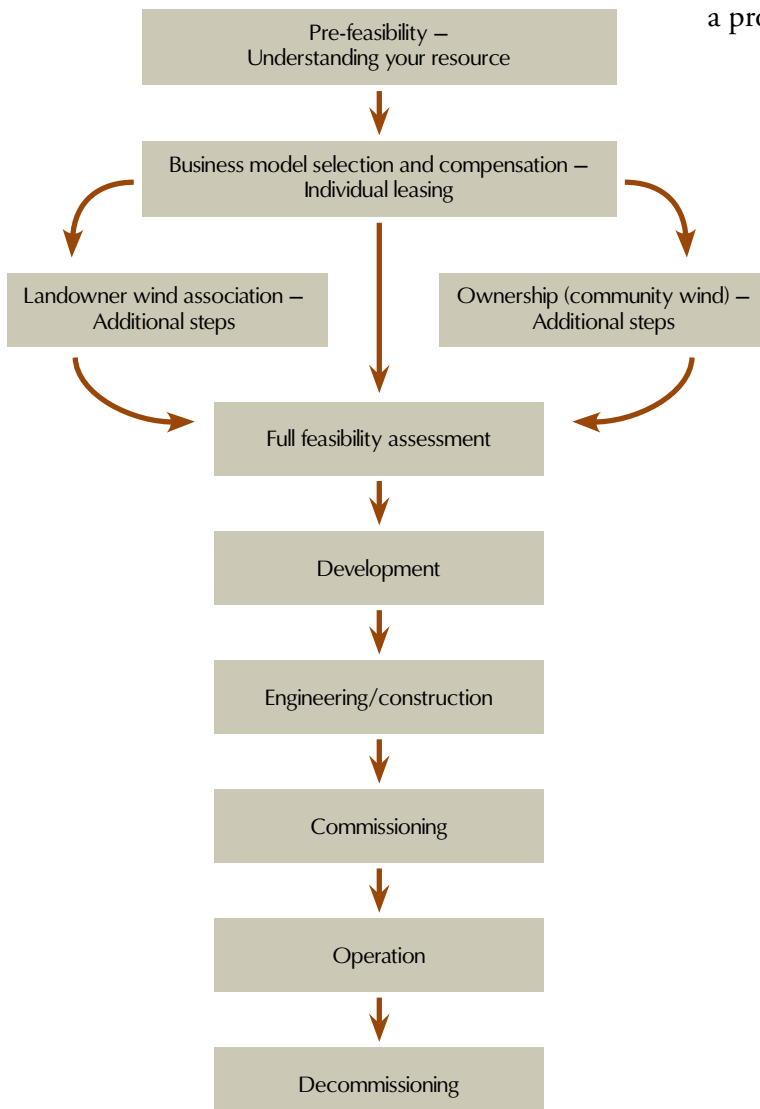 a pro
Pre-feasibility –
Understanding your resource
Business model selection and compensation –
Individual leasing
Landowner wind association –
Additional steps
Ownership (community wind) –
Additional steps
Full feasibility assessment
Development
Engineering/construction
Commissioning
Operation
Decommissioning